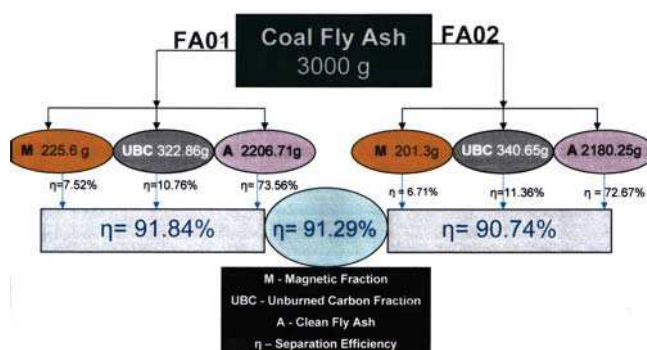 FA01
Coal Fly Ash
3000 g
FA02
M 225.6 g
UBC 322.86g
A 2206.71g
M 201.3g
UBC 340.65g
A 2180.25g
η=7.52%
η=10.76%
η= 73.56%
η= 6.71%
η=11.36%
η= 72.67%
η= 91.84%
η= 91.29%
η= 90.74%
M - Magnetic Fraction
UBC - Unburned Carbon Fraction
A - Clean Fly Ash
η – Separation Efficiency